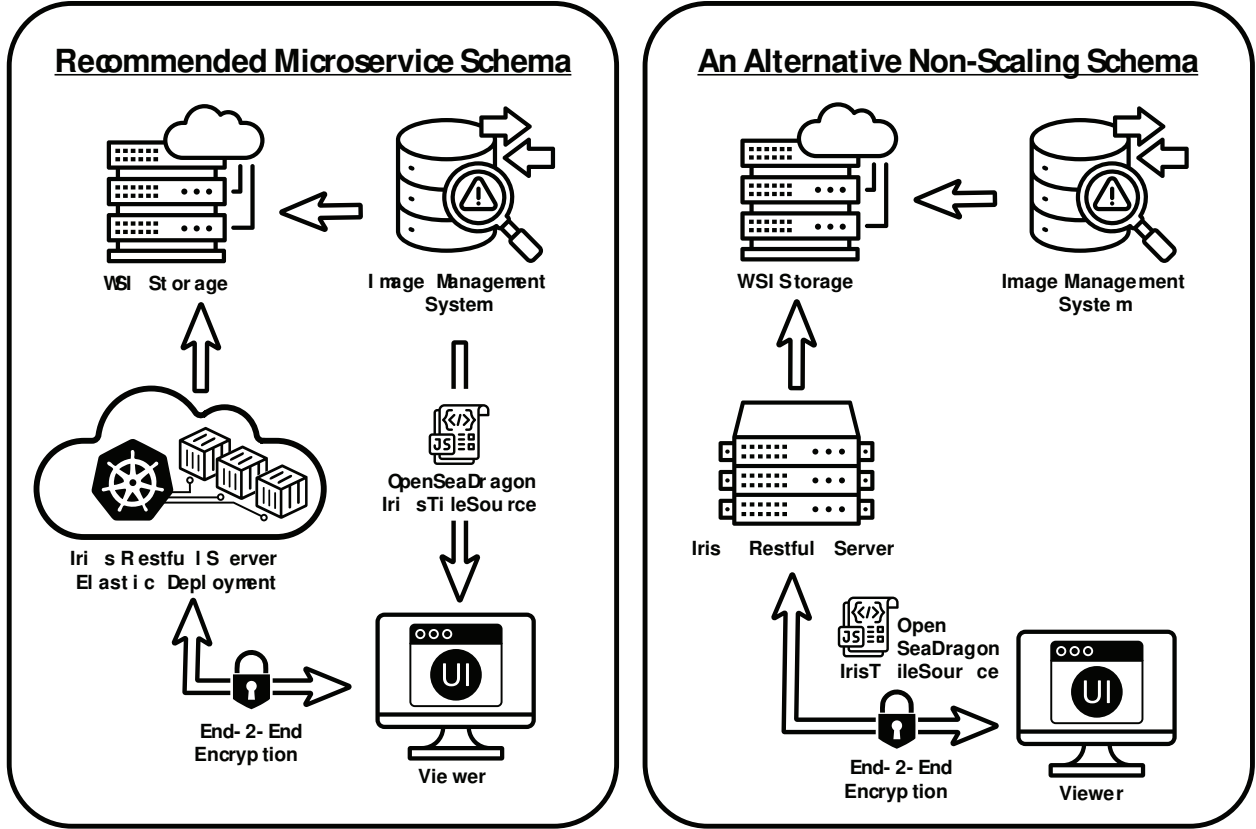 Recommended Microservice Schema
WSI Storage
Image Management
System
</>
JS
OpenSeaDragon
IrisTileSource
Iris Restful Server
Elastic Deployment
UI
End-2-End
Encryption
Viewer
An Alternative Non-Scaling Schema
WSI Storage
Image Management
System
Iris Restful Server
</>
JS
Open
SeaDragon
IrisTileSource
UI
End-2-End
Encryption
Viewer